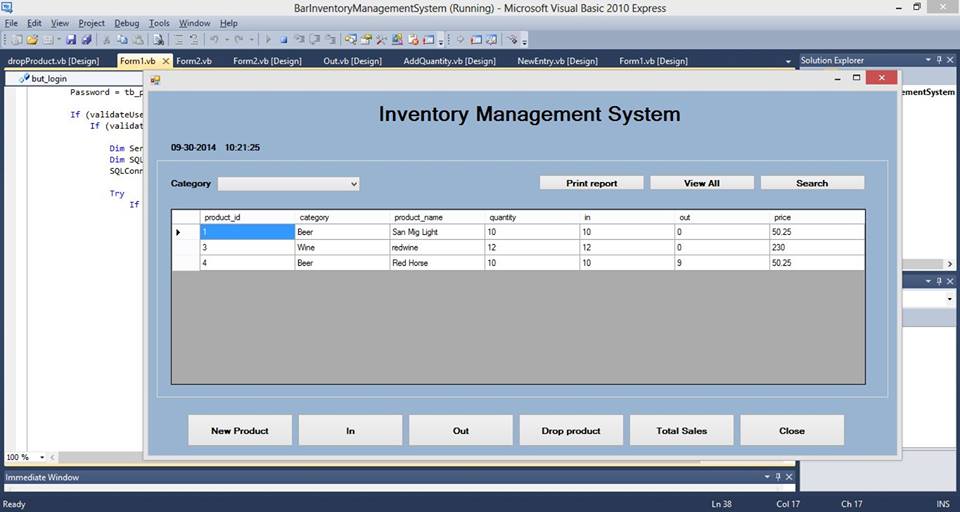 BarInventoryManagementSystem (Running) - Microsoft Visual Basic 2010 Express
File Edit View Project Debug Tools Window Help
dropProduct.vb [Design] Form1.vb Form2.vb Form2.vb [Design] Out.vb [Design] AddQuantity.vb [Design] NewEntry.vb [Design] Form1.vb [Design] Solution Explorer
but_login
Password = tb_p
ementSystem
If (validateUse
If (validat
Dim Ser
Dim SQL
SQLConn
Try
If
Inventory Management System
09-30-2014 10:21:25
Category Print report View All Search
product_id category product_name quantity in out price
1 Beer San Mig Light 10 10 0 50.25
3 Wine redwine 12 12 0 230
4 Beer Red Horse 10 10 9 50.25
New Product In Out Drop product Total Sales Close
100 %
Immediate Window
Ready Ln 38 Col 17 Ch 17 INS